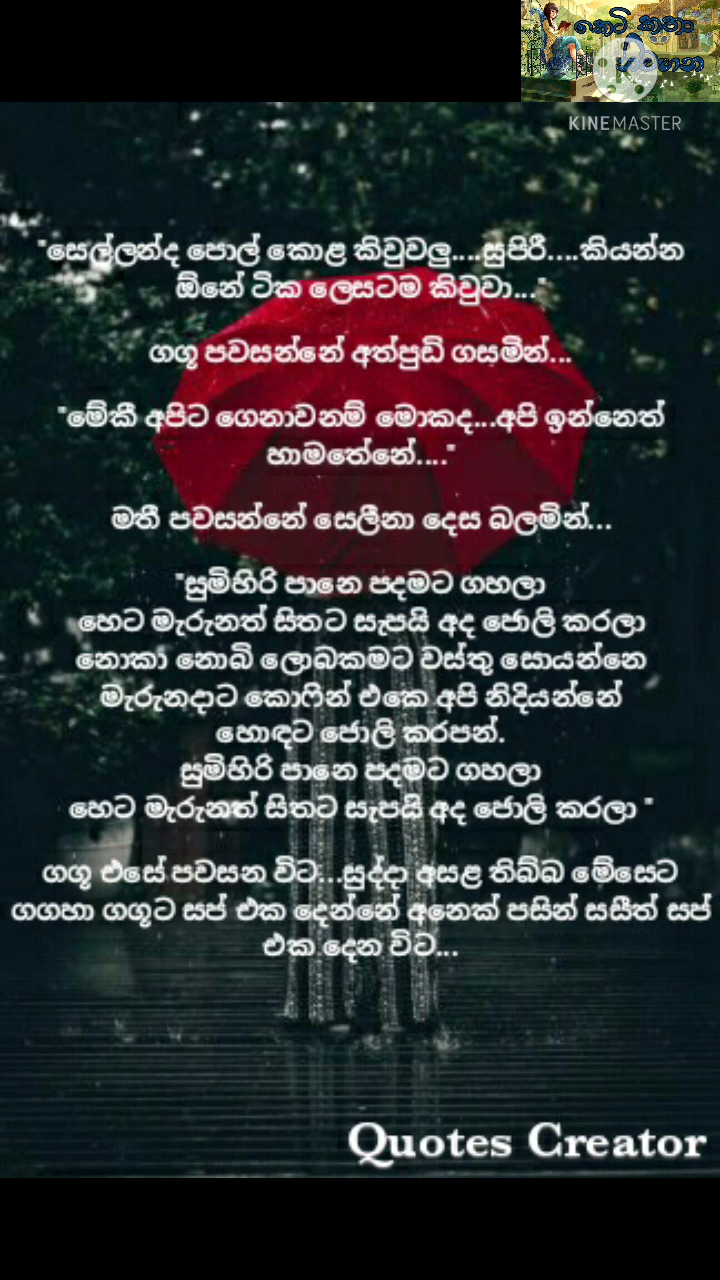 කෙටි කතා
KINEMASTER
"සෙල්ලන්ද පොල් කොළ කිවුවලු....සුපිරී....කියන්න
ඕනේ ටික ලෙසටම කිවුවා..."
ගගූ පවසන්නේ අත්පුඩි ගසමින්...
"මේකී අපිට ගෙනාවනම් මොකද...අපි ඉන්නෙත්
හාමතේනේ...."
මතී පවසන්නේ සෙලීනා දෙස බලමින්...
"සුමිහිරි පානෙ පදමට ගහලා
හෙට මැරුනත් සිතට සැපයි අද ජොලි කරලා
නොකා නොබි ලොබකමට වස්තු සොයන්නෙ
මැරුනදාට කොෆින් එකෙ අපි නිදියන්නේ
හොඳට ජොලි කරපන්.
සුමිහිරි පානෙ පදමට ගහලා
හෙට මැරුනත් සිතට සැපයි අද ජොලි කරලා "
ගගූ එසේ පවසන විට...සුද්දා අසළ තිබ්බ මේසෙට
ගගහා ගගූට සප් එක දෙන්නේ අනෙක් පසින් සසීත් සප්
එක දෙන විට...
Quotes Creator